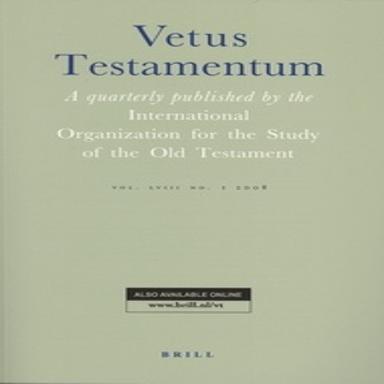 Vetus
Testamentum
A quarterly published by the
International
Organization for the Study
of the Old Testament
VOL. LVIII NO. 1 2008
ALSO AVAILABLE ONLINE
www.brill.nl/vt
BRILL